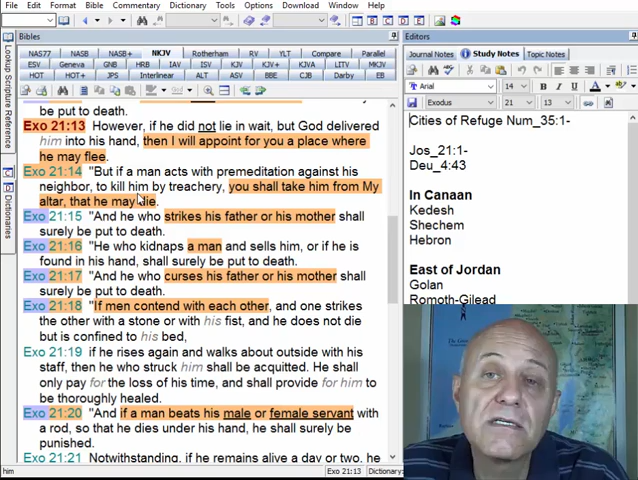 File Edit View Bible Bookmark Commentary Dictionary Tools Options Download Window Help
B C D E
Bibles
NAS77 NASB NASB+ NKJV Rotherham RV YLT Compare Parallel
ESV Geneva GNB HRB IAV ISV KJV KJV+ KJVA KJVCNT LITV MKJV
HOT HOT+ JPS Interlinear ALT ASV BBE CJB Darby EB
be put to death.
Exo 21:13 However, if he did not lie in wait, but God delivered
him into his hand, then I will appoint for you a place where
he may flee.
Exo 21:14 "But if a man acts with premeditation against his
neighbor, to kill him by treachery, you shall take him from My
altar, that he may die.
Exo 21:15 "And he who strikes his father or his mother shall
surely be put to death.
Exo 21:16 "He who kidnaps a man and sells him, or if he is
found in his hand, shall surely be put to death.
Exo 21:17 "And he who curses his father or his mother shall
surely be put to death.
Exo 21:18 "If men contend with each other, and one strikes
the other with a stone or with his fist, and he does not die
but is confined to his bed,
Exo 21:19 if he rises again and walks about outside with his
staff, then he who struck him shall be acquitted. He shall
only pay for the loss of his time, and shall provide for him to
be thoroughly healed.
Exo 21:20 "And if a man beats his male or female servant with
a rod, so that he dies under his hand, he shall surely be
punished.
Exo 21:21 Notwithstanding, if he remains alive a day or two, he
him
Exo 21:13
Dictionary:
Lookup Scripture Reference
Dictionaries
Editors
Journal Notes Study Notes Topic Notes
Arial 14
Exodus 21 13
Cities of Refuge Num_35:1-
Jos_21:1-
Deu_4:43
In Canaan
Kedesh
Shechem
Hebron
East of Jordan
Golan
Romoth-Gilead